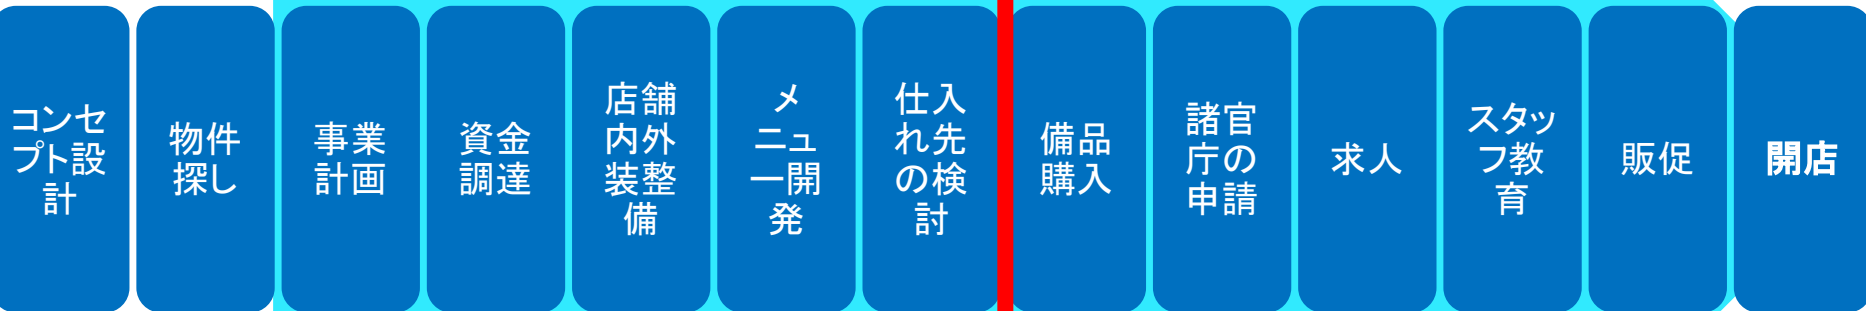 コンセ
プト設
計
物件
探し
事業
計画
資金
調達
店舗
内外
装整
備
メ
ニュ
ー開
発
仕入
れ先
の検
討
備品
購入
諸官
庁の
申請
求人
スタッ
フ教
育
販促
開店